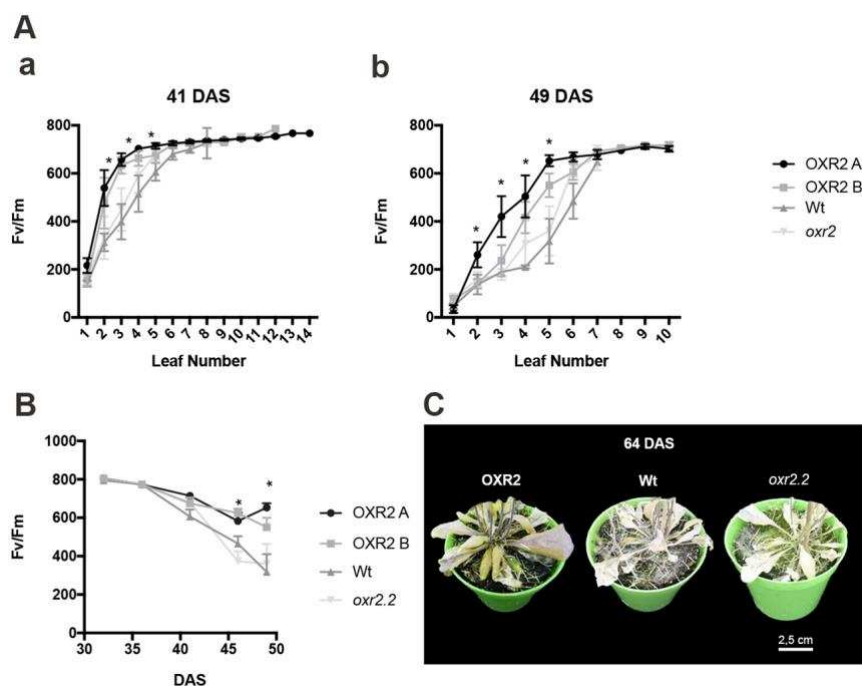 A
a
41 DAS
Fv/Fm
800
600
400
200
0
1 2 3 4 5 6 7 8 9 10 11 12 13 14
Leaf Number
* * *
b
49 DAS
Fv/Fm
800
600
400
200
0
1 2 3 4 5 6 7 8 9 10
Leaf Number
* * * *
OXR2 A
OXR2 B
Wt
oxr2
B
Fv/Fm
1000
800
600
400
200
0
30 35 40 45 50
DAS
* *
OXR2 A
OXR2 B
Wt
oxr2.2
C
64 DAS
OXR2 Wt oxr2.2
2,5 cm